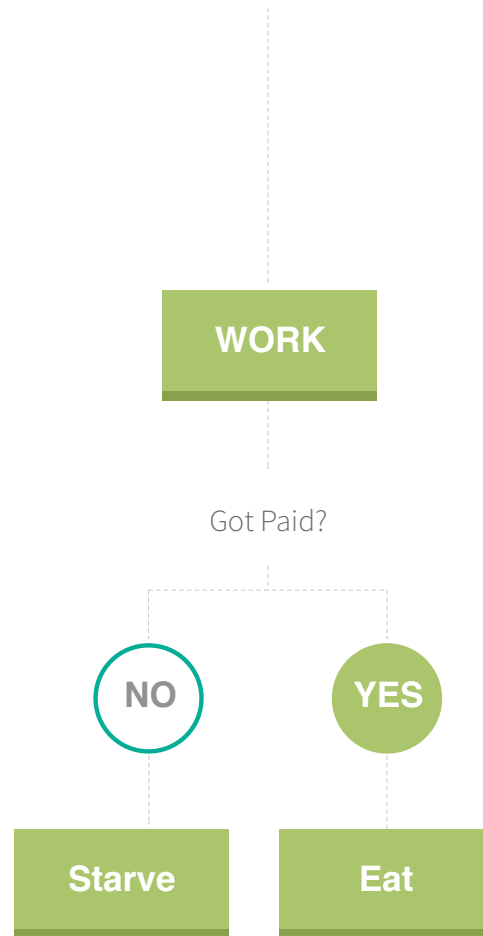 WORK
Got Paid?
NO
YES
Starve
Eat